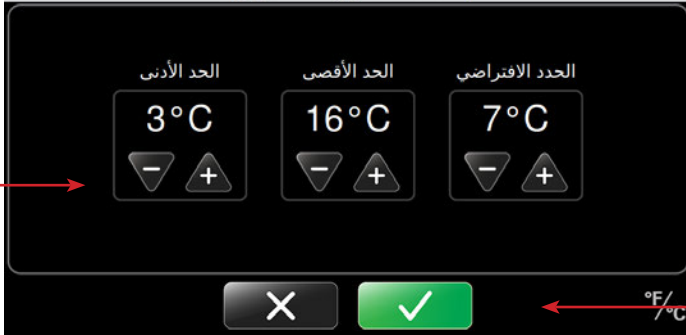 الحدد الافتراضي
الحد الأقصى
الحد الأدنى
7°C
16°C
3°C
°F/
/°C